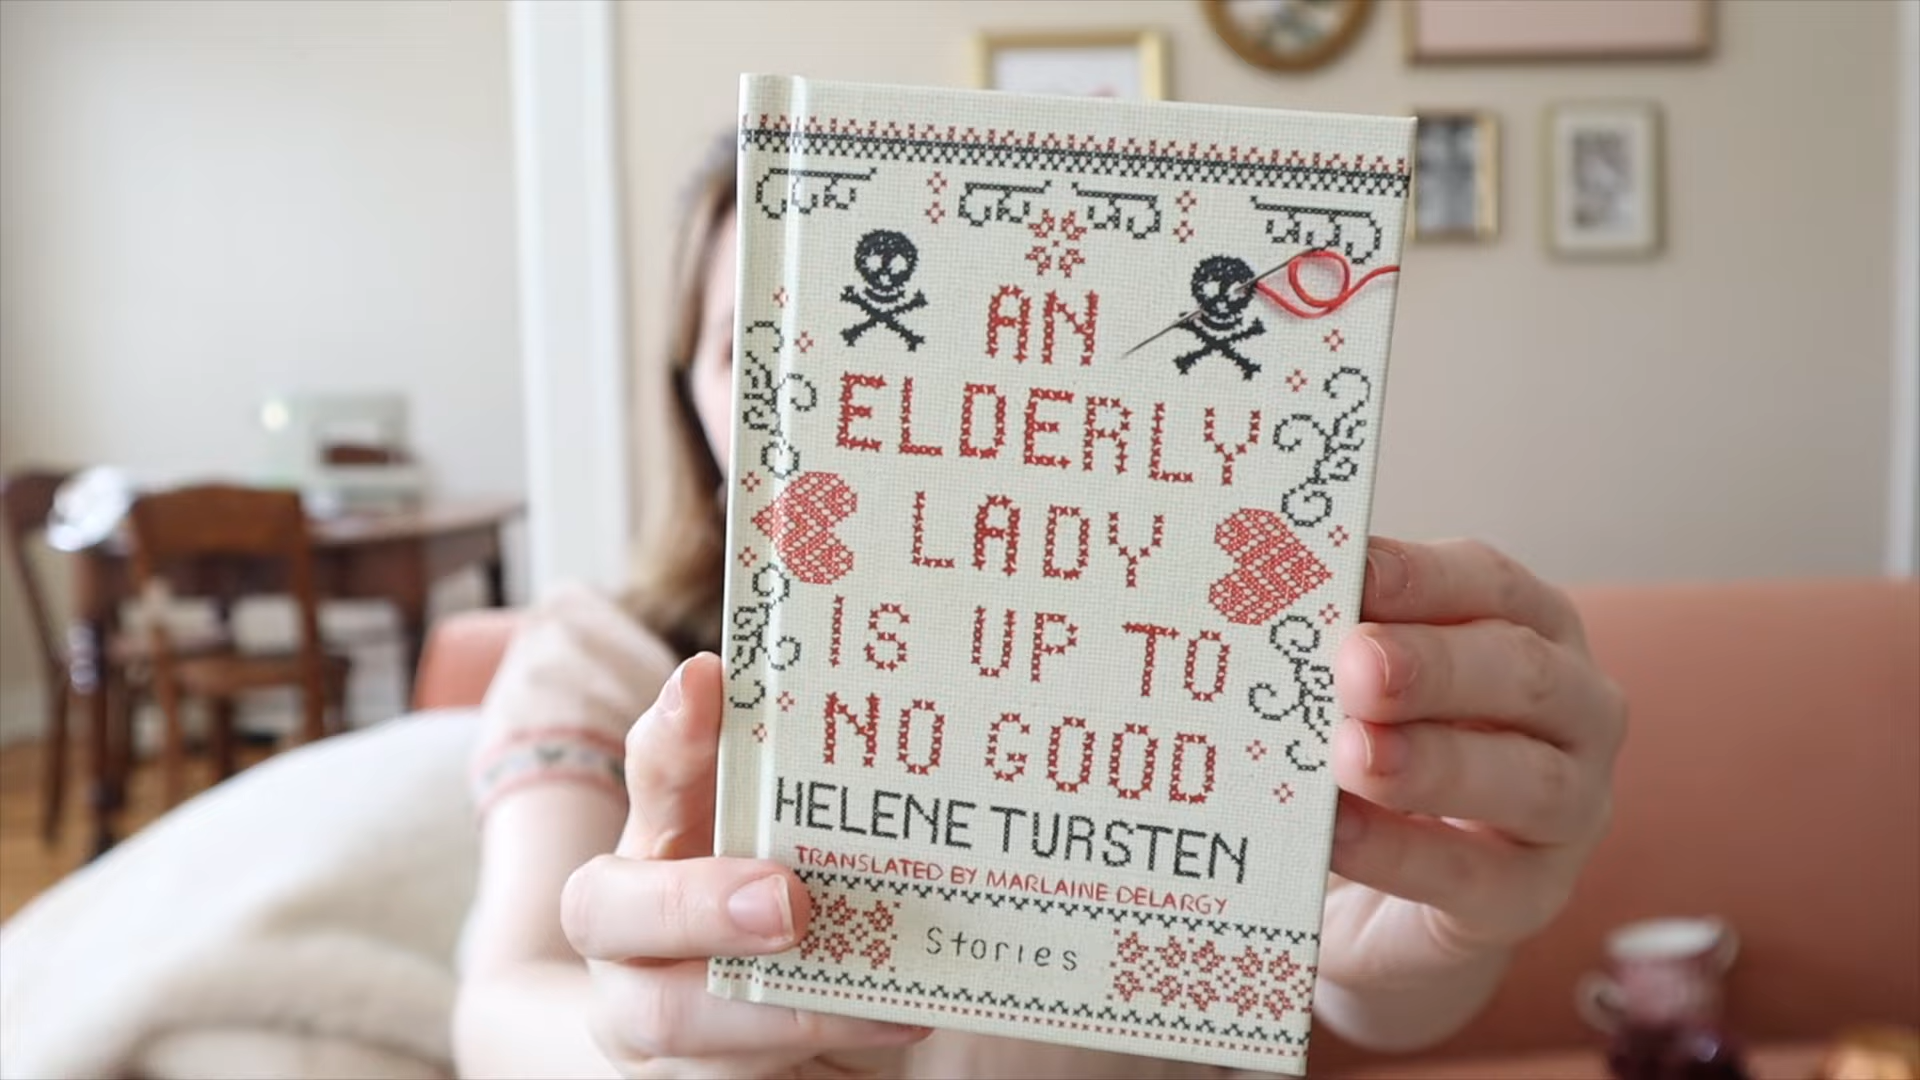 AN
ELDERLY
LADY
IS UP TO
NO GOOD
HELENE TURSTEN
TRANSLATED BY MARLAINE DELARGY
Stories